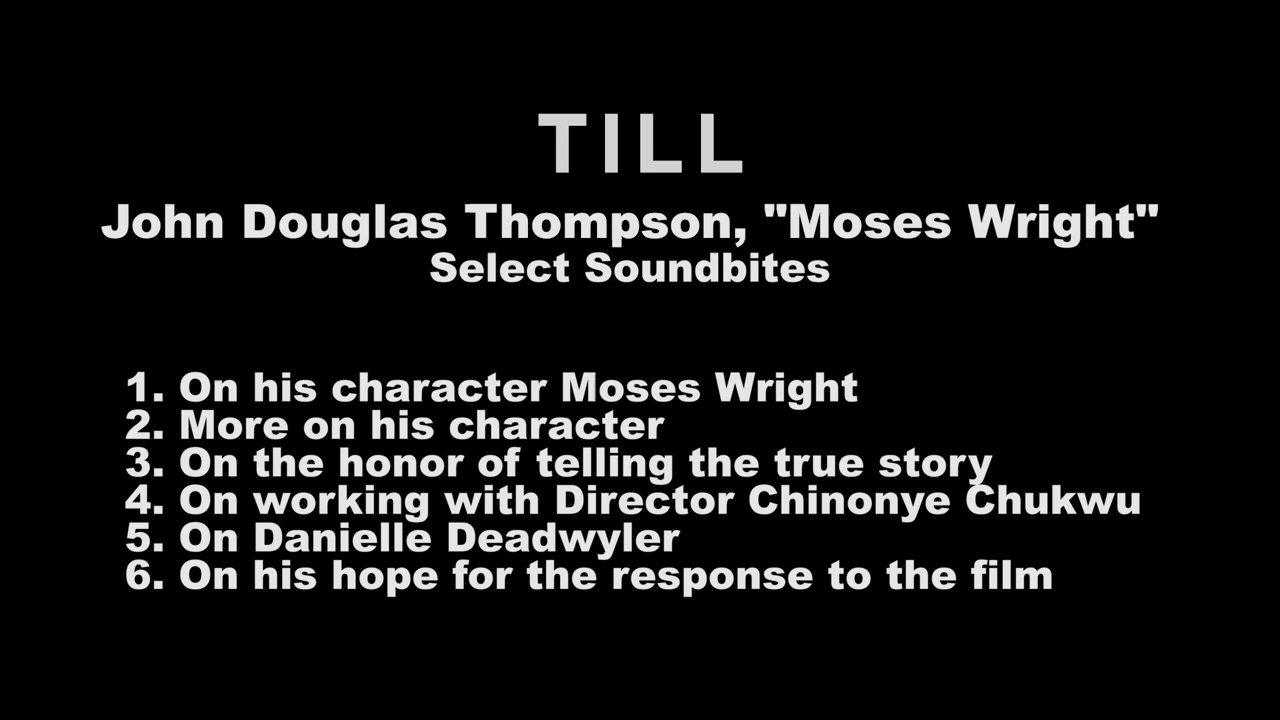 TILL
John Douglas Thompson, "Moses Wright"
Select Soundbites
1. On his character Moses Wright
2. More on his character
3. On the honor of telling the true story
4. On working with Director Chinonye Chukwu
5. On Danielle Deadwyler
6. On his hope for the response to the film